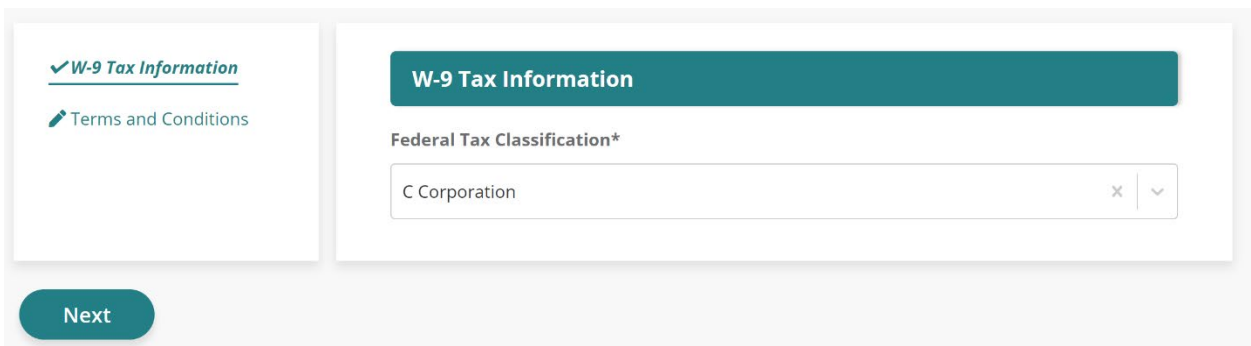 W-9 Tax Information
Terms and Conditions
W-9 Tax Information
Federal Tax Classification*
C Corporation
Next